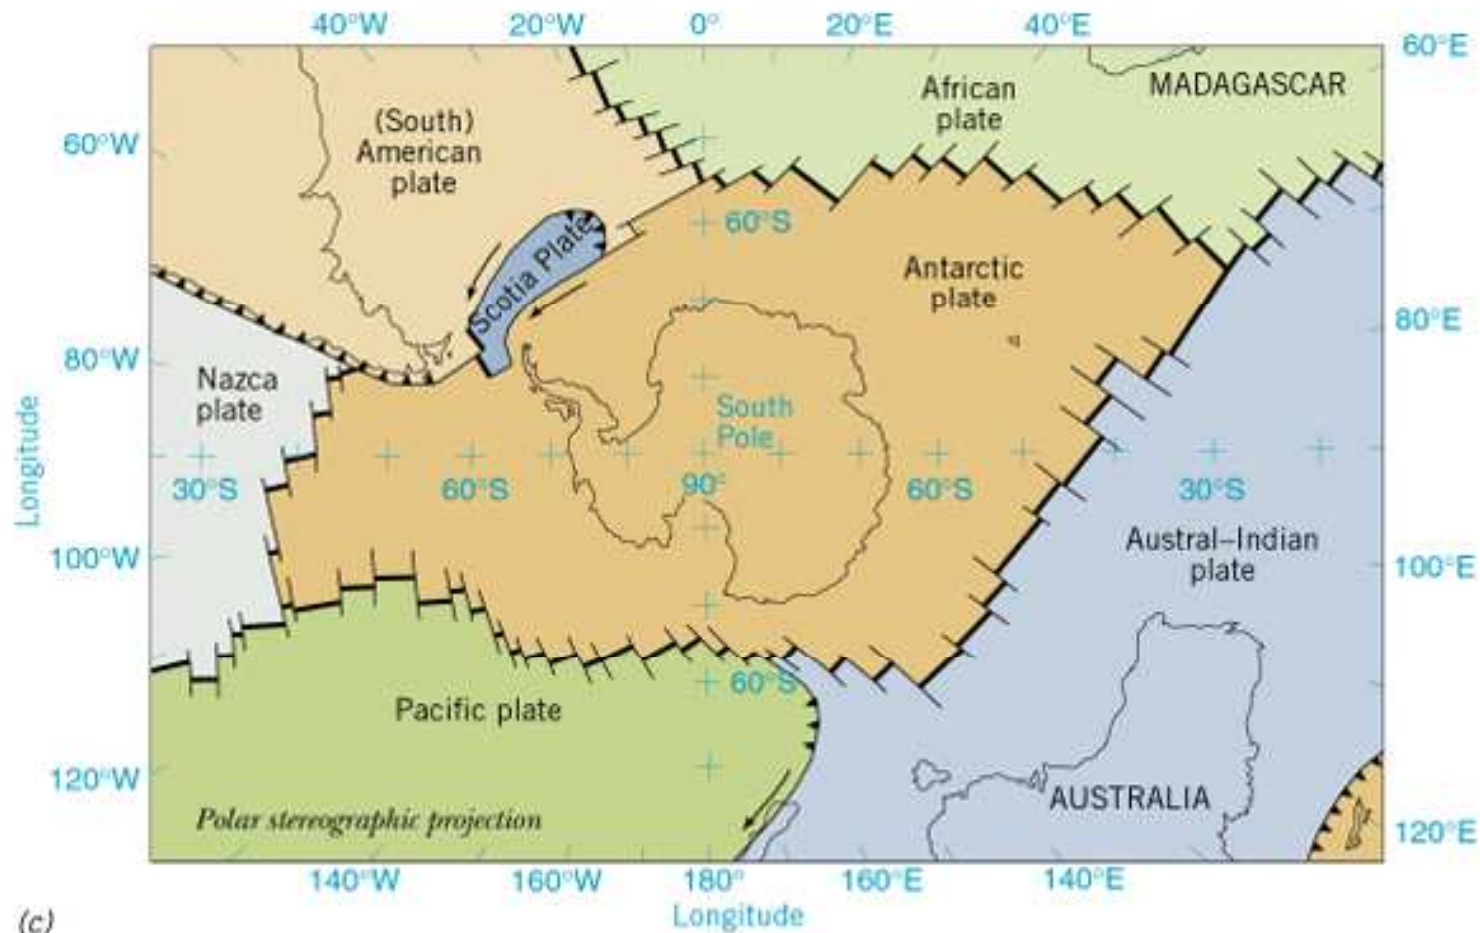 40°W 20°W 0° 20°E 40°E
60°E
60°W
80°W
100°W
120°W
Longitude
(South)
American
plate
African
plate
MADAGASCAR
60°S
Scotia Plate
Antarctic
plate
80°E
Nazca
plate
South
Pole
30°S 60°S 90° 60°S 30°S
Austral–Indian
plate
100°E
60°S
Pacific plate
AUSTRALIA
Polar stereographic projection
120°E
140°W 160°W 180° 160°E 140°E
Longitude
(c)